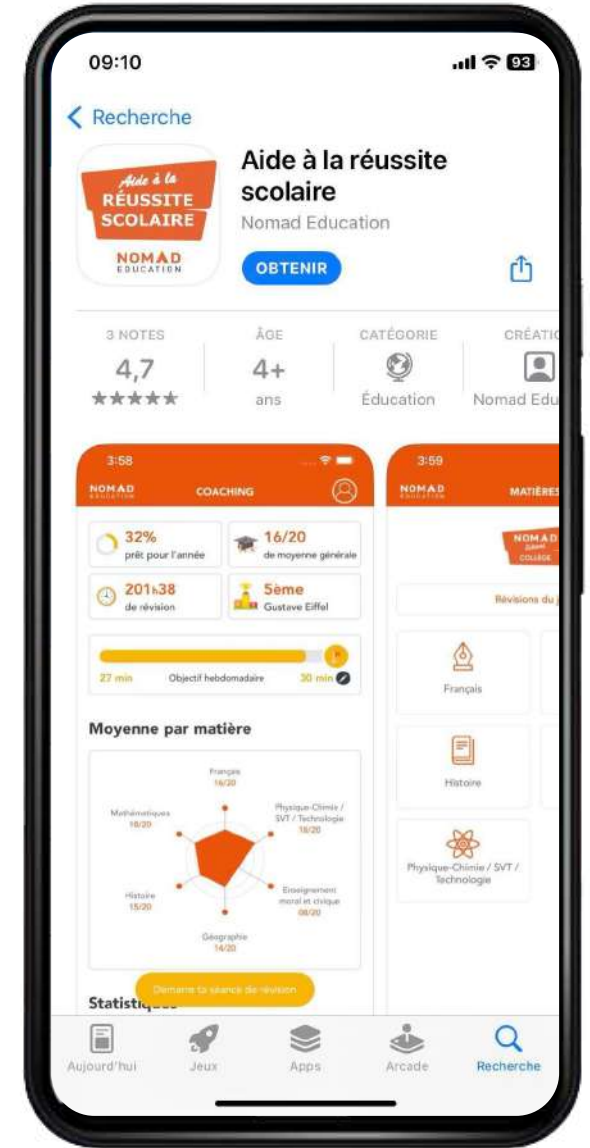 09:10
93
Recherche
Aide à la
RÉUSSITE
SCOLAIRE
NOMAD
EDUCATION
Aide à la réussite
scolaire
Nomad Education
OBTENIR
3 NOTES
ÂGE
CATÉGORIE
CRÉATIO
4,7
4+
★★★★★
ans
Éducation
Nomad Edu
3:58
NOMAD
EDUCATION
COACHING
32%
prêt pour l'année
16/20
de moyenne générale
201h38
de révision
5ème
Gustave Eiffel
27 min
Objectif hebdomadaire
30 min
Moyenne par matière
Français
16/20
Mathématiques
18/20
Physique-Chimie /
SVT / Technologie
Histoire
15/20
Enseignement
moral et civique
08/20
Géographie
14/20
Démarre ta séance de révision
Statistiques
3:59
NOMAD
EDUCATION
MATIÈRES
NOMAD
COLLÈGE
Révisions du j
Français
Histoire
Physique-Chimie / SVT /
Technologie
Aujourd'hui
Jeux
Apps
Arcade
Recherche